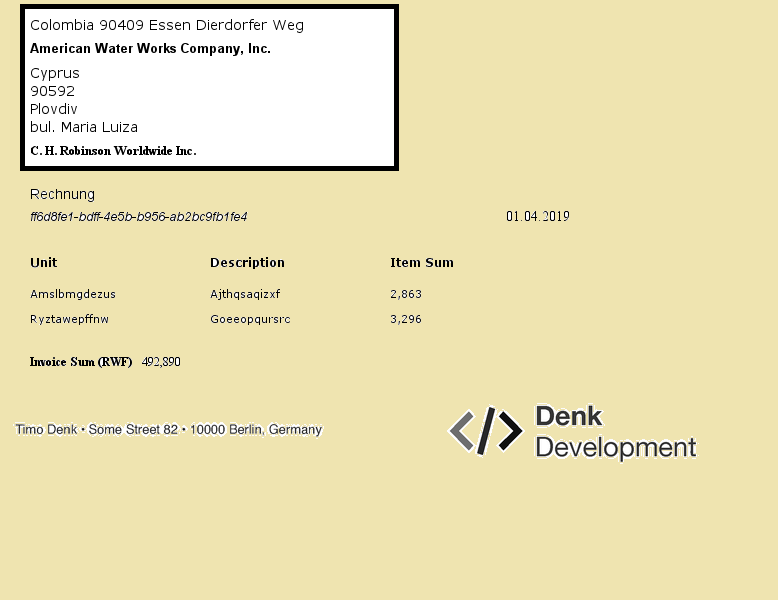 Colombia 90409 Essen Dierdorfer Weg
American Water Works Company, Inc.
Cyprus
90592
Plovdiv
bul. Maria Luiza
C. H. Robinson Worldwide Inc.
Rechnung
ff6d8fe1-bdff-4e5b-b956-ab2bc9fb1fe4 01.04.2019
Unit Description Item Sum
Amslbmgdezus Ajthqsaqizxf 2,863
Ryztawepffnw Goeeopqursrc 3,296
Invoice Sum (RWF) 492,890
Timo Denk • Some Street 82 • 10000 Berlin, Germany
</> Denk
Development